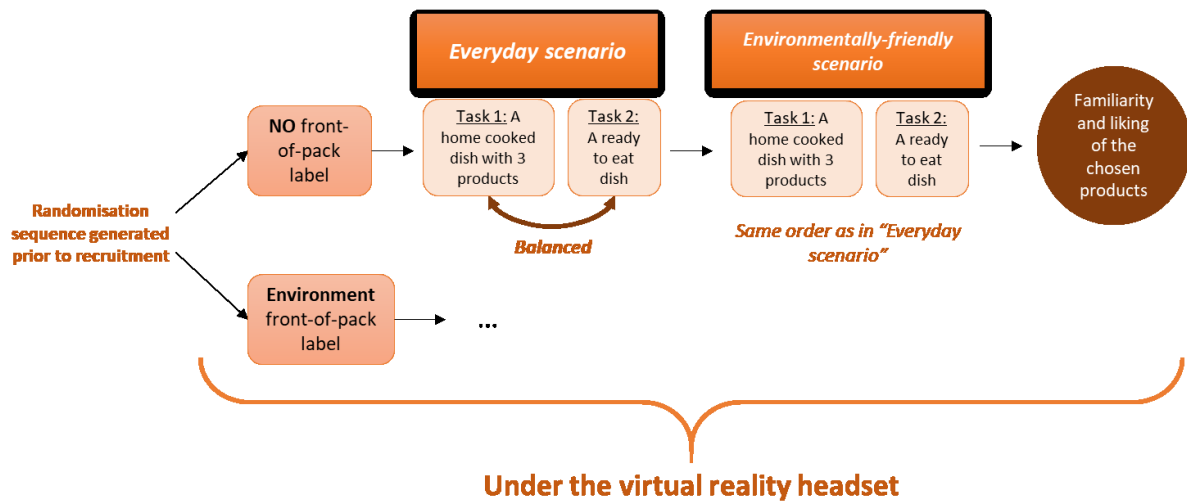 Everyday scenario
Environmentally-friendly
scenario
Randomisation
sequence generated
prior to recruitment
NO front-
of-pack
label
Task 1: A
home cooked
dish with 3
products
Task 2:
A ready
to eat
dish
Balanced
Task 1: A
home cooked
dish with 3
products
Task 2:
A ready
to eat
dish
Same order as in “Everyday
scenario”
Familiarity
and liking
of the
chosen
products
Environment
front-of-pack
label
...
Under the virtual reality headset